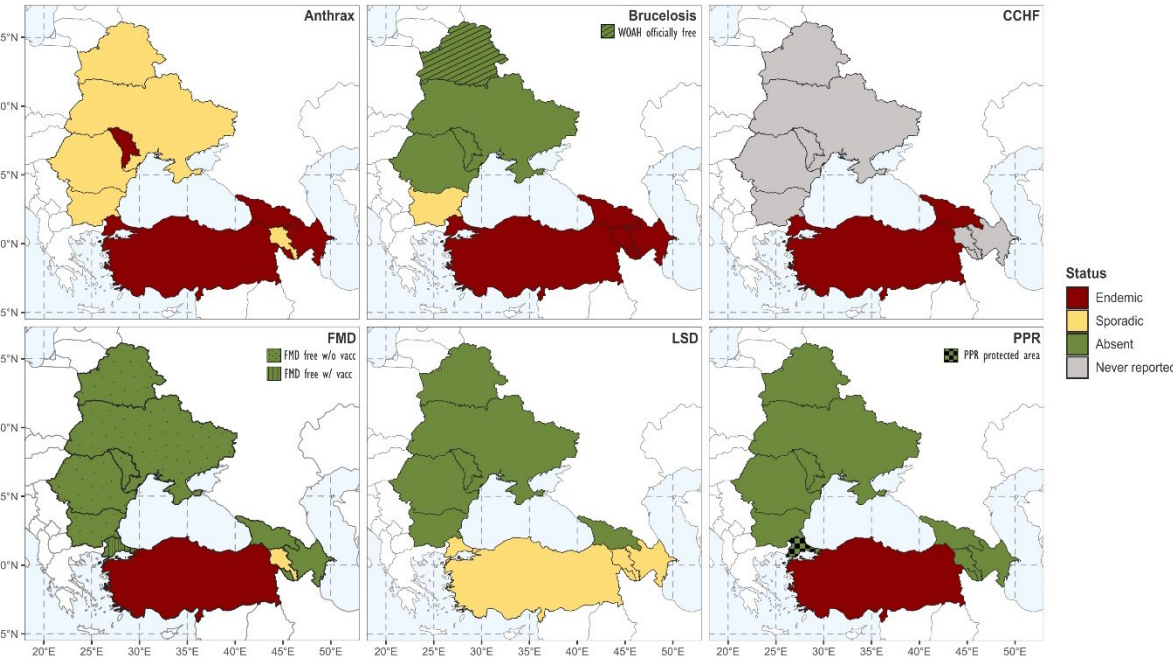 Anthrax
Brucelosis
WOAH officially free
CCHF
5°N
0°N
5°N
0°N
5°N
Status
Endemic
Sporadic
Absent
Never reported
FMD
FMD free w/o vacc
FMD free w/ vacc
LSD
PPR
PPR protected area
5°N
0°N
5°N
0°N
5°N
20°E 25°E 30°E 35°E 40°E 45°E 50°E 20°E 25°E 30°E 35°E 40°E 45°E 50°E 20°E 25°E 30°E 35°E 40°E 45°E 50°E